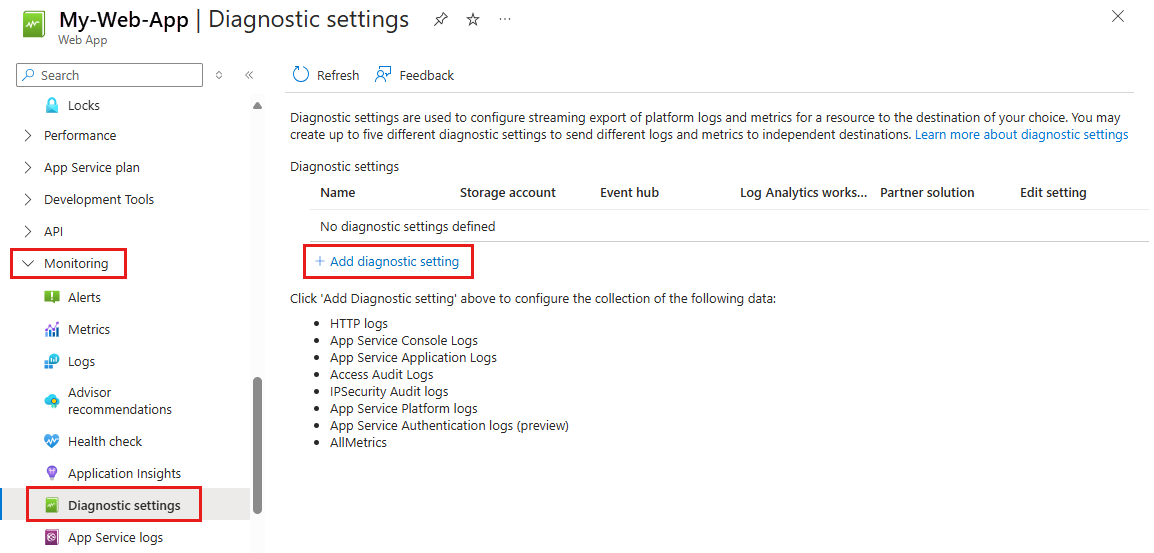 My-Web-App | Diagnostic settings
Web App
Search
Locks
Performance
App Service plan
Development Tools
API
Monitoring
Alerts
Metrics
Logs
Advisor
recommendations
Health check
Application Insights
Diagnostic settings
App Service logs
Refresh
Feedback
Diagnostic settings are used to configure streaming export of platform logs and metrics for a resource to the destination of your choice. You may
create up to five different diagnostic settings to send different logs and metrics to independent destinations. Learn more about diagnostic settings
Diagnostic settings
Name Storage account Event hub Log Analytics works... Partner solution Edit setting
No diagnostic settings defined
+ Add diagnostic setting
Click 'Add Diagnostic setting' above to configure the collection of the following data:
• HTTP logs
• App Service Console Logs
• App Service Application Logs
• Access Audit Logs
• IPSecurity Audit logs
• App Service Platform logs
• App Service Authentication logs (preview)
• AllMetrics